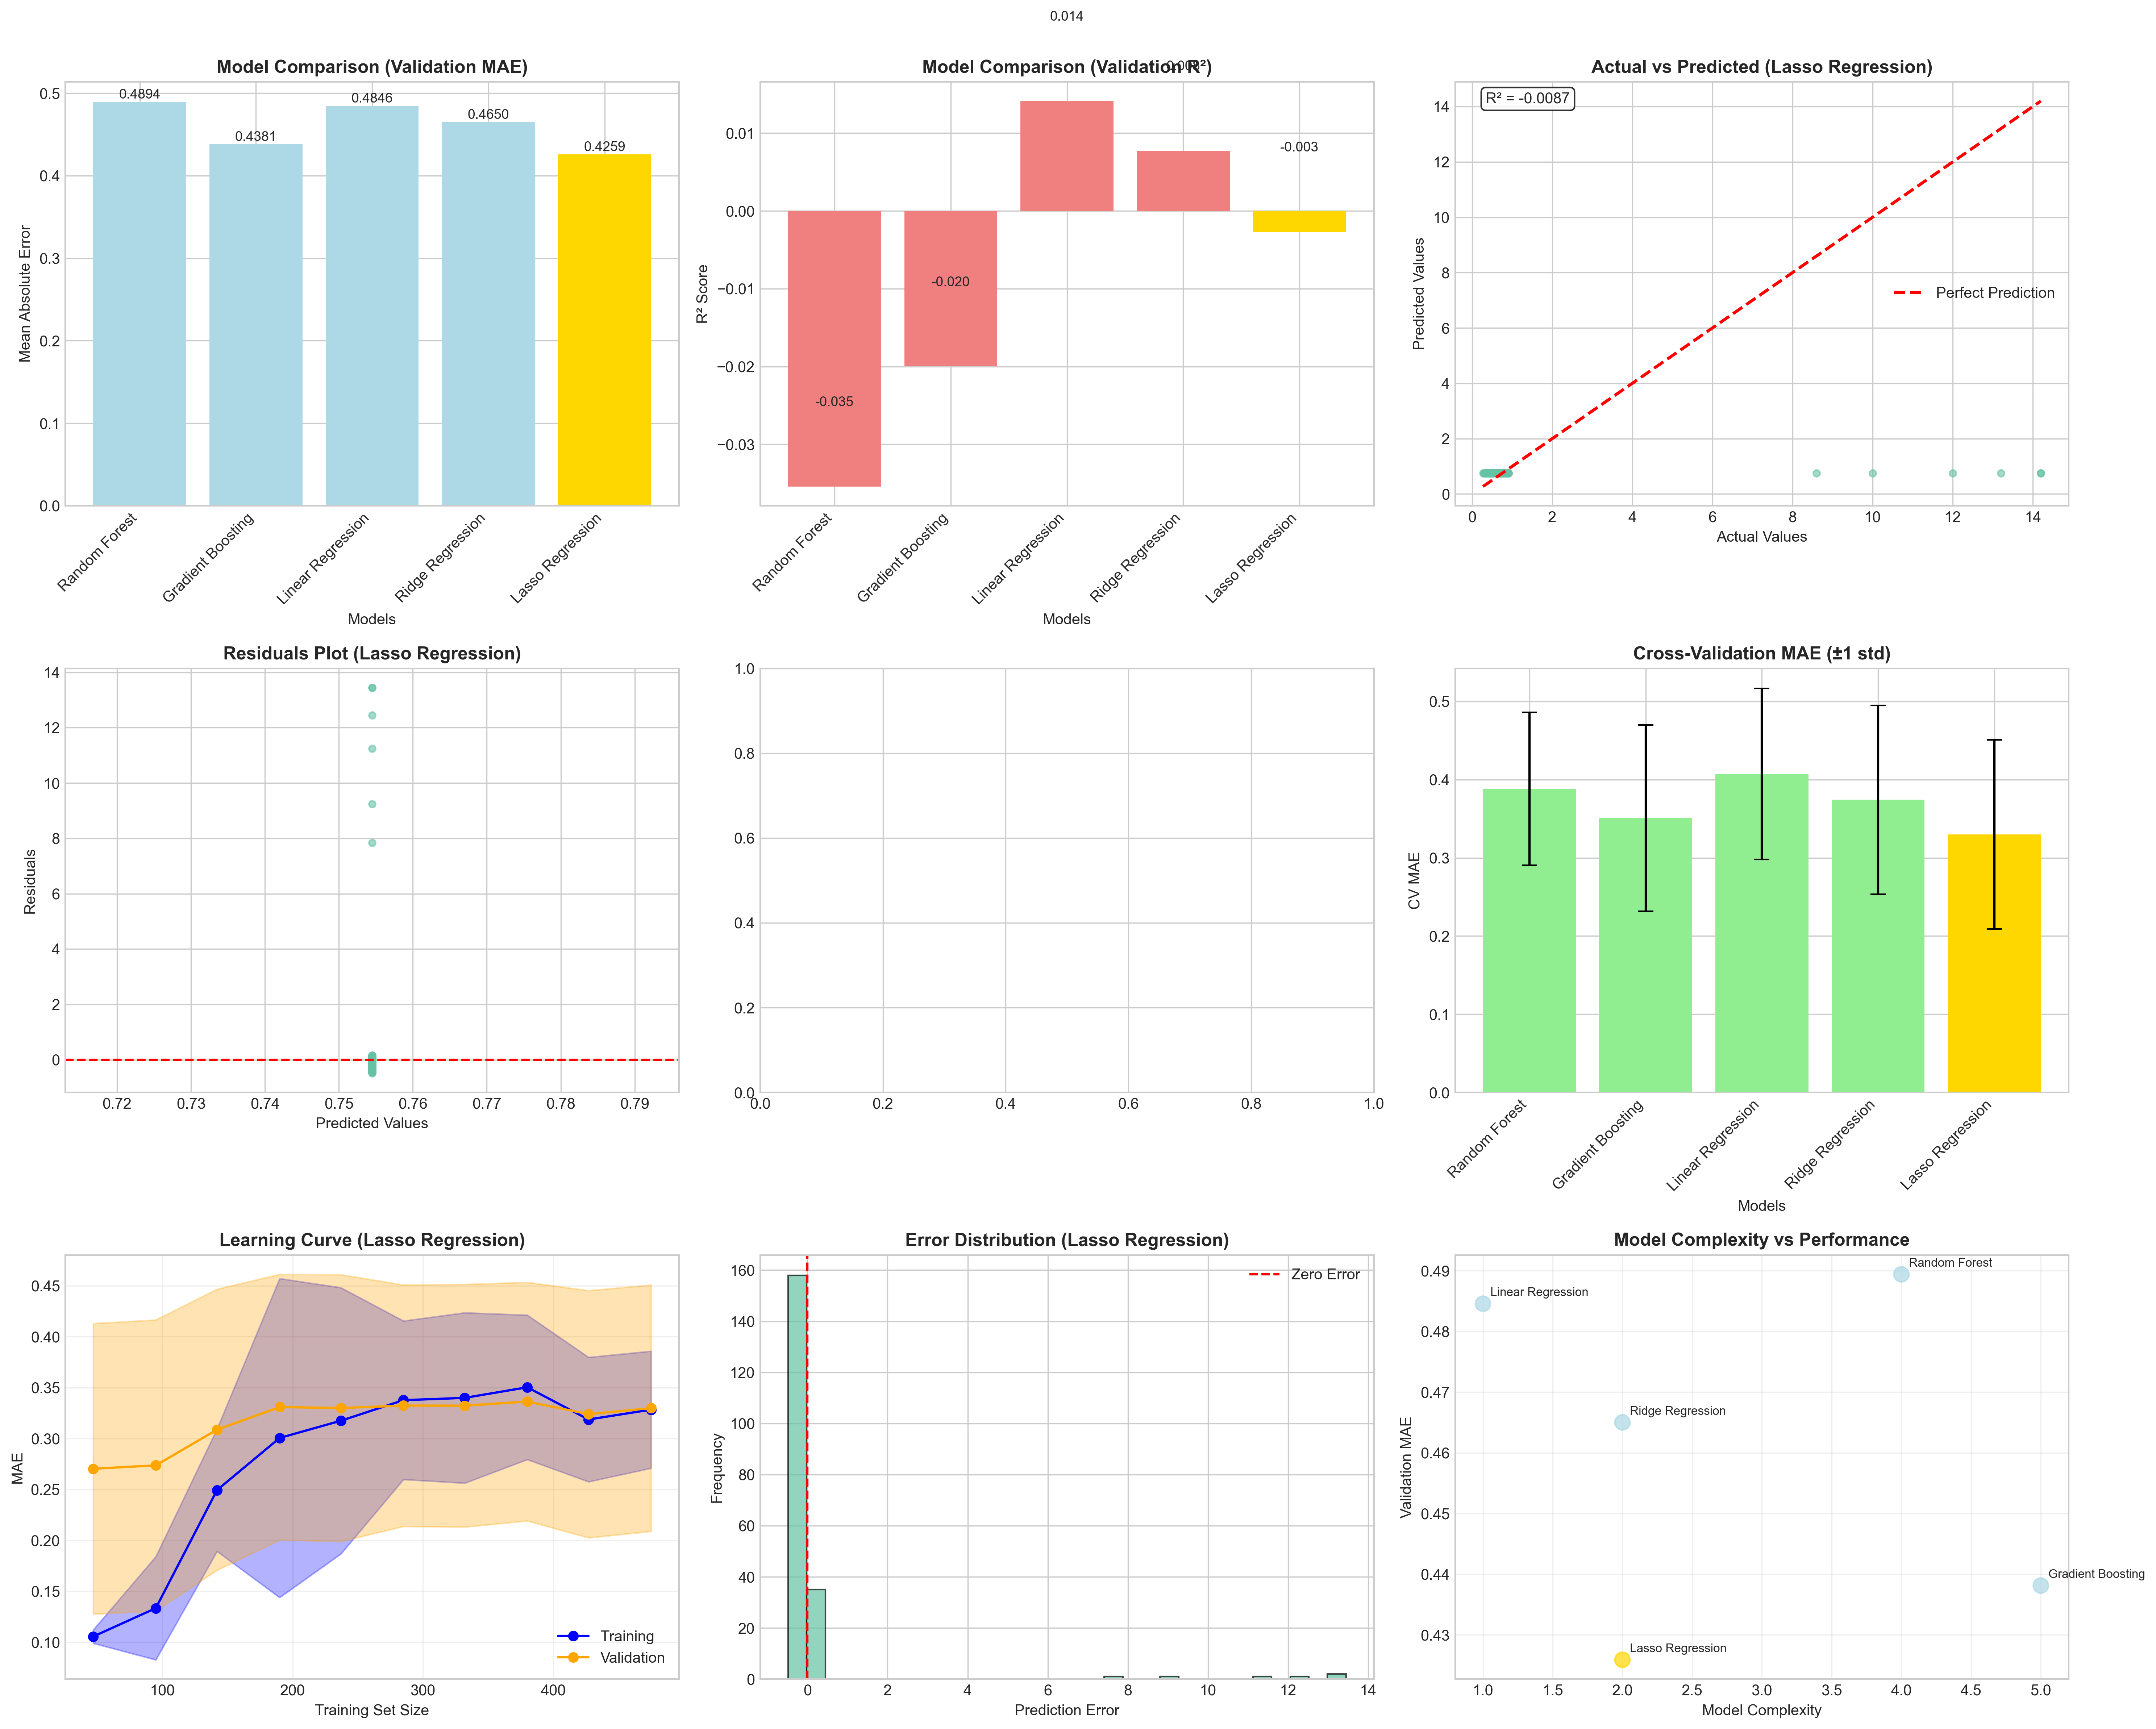 0.014
Model Comparison (Validation MAE)
Mean Absolute Error
0.5
0.4
0.3
0.2
0.1
0.0
0.4894
0.4381
0.4846
0.4650
0.4259
Random Forest
Gradient Boosting
Linear Regression
Ridge Regression
Lasso Regression
Models
Model Comparison (Validation R²)
R² Score
0.01
0.00
−0.01
−0.02
−0.03
-0.035
-0.020
-0.003
Random Forest
Gradient Boosting
Linear Regression
Ridge Regression
Lasso Regression
Models
Actual vs Predicted (Lasso Regression)
R² = -0.0087
Predicted Values
14
12
10
8
6
4
2
0
Perfect Prediction
0 2 4 6 8 10 12 14
Actual Values
Residuals Plot (Lasso Regression)
Residuals
14
12
10
8
6
4
2
0
0.72 0.73 0.74 0.75 0.76 0.77 0.78 0.79
Predicted Values
1.0
0.8
0.6
0.4
0.2
0.0
0.0 0.2 0.4 0.6 0.8 1.0
Cross-Validation MAE (±1 std)
CV MAE
0.5
0.4
0.3
0.2
0.1
0.0
Random Forest
Gradient Boosting
Linear Regression
Ridge Regression
Lasso Regression
Models
Learning Curve (Lasso Regression)
MAE
0.45
0.40
0.35
0.30
0.25
0.20
0.15
0.10
Training
Validation
100 200 300 400
Training Set Size
Error Distribution (Lasso Regression)
Frequency
160
140
120
100
80
60
40
20
0
Zero Error
0 2 4 6 8 10 12 14
Prediction Error
Model Complexity vs Performance
Validation MAE
0.49
0.48
0.47
0.46
0.45
0.44
0.43
Random Forest
Linear Regression
Ridge Regression
Gradient Boosting
Lasso Regression
1.0 1.5 2.0 2.5 3.0 3.5 4.0 4.5 5.0
Model Complexity